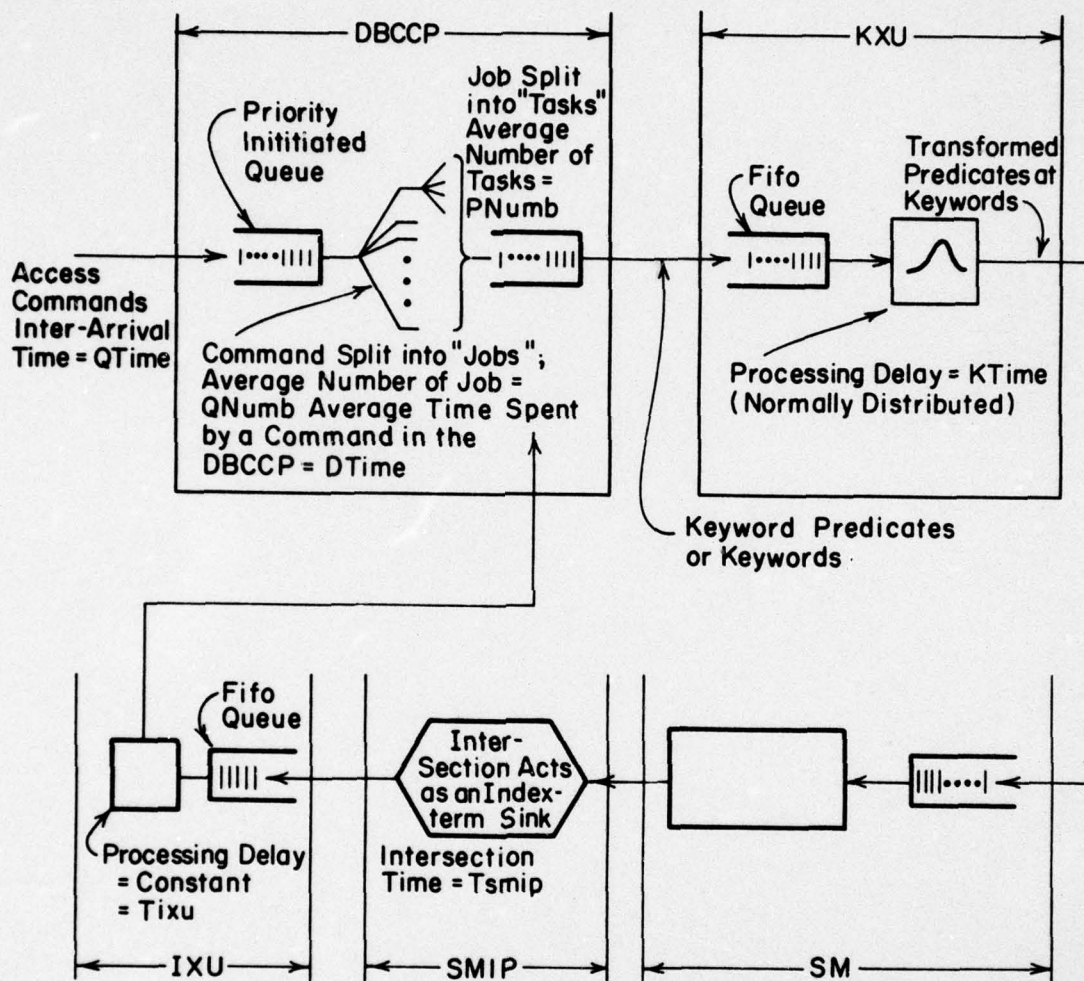 DBCCP
KXU
Priority
Inititiated
Queue
Job Split
into "Tasks"
Average
Number of
Tasks =
PNumb
Fifo
Queue
Transformed
Predicates at
Keywords
Access
Commands
Inter-Arrival
Time = QTime
Command Split into "Jobs";
Average Number of Job =
QNumb Average Time Spent
by a Command in the
DBCCP = DTime
Processing Delay = KTime
(Normally Distributed)
Keyword Predicates
or Keywords
Fifo
Queue
Inter-
Section Acts
as an Index-
term Sink
Processing Delay
= Constant
= Tixu
Intersection
Time = Tsmip
IXU
SMIP
SM